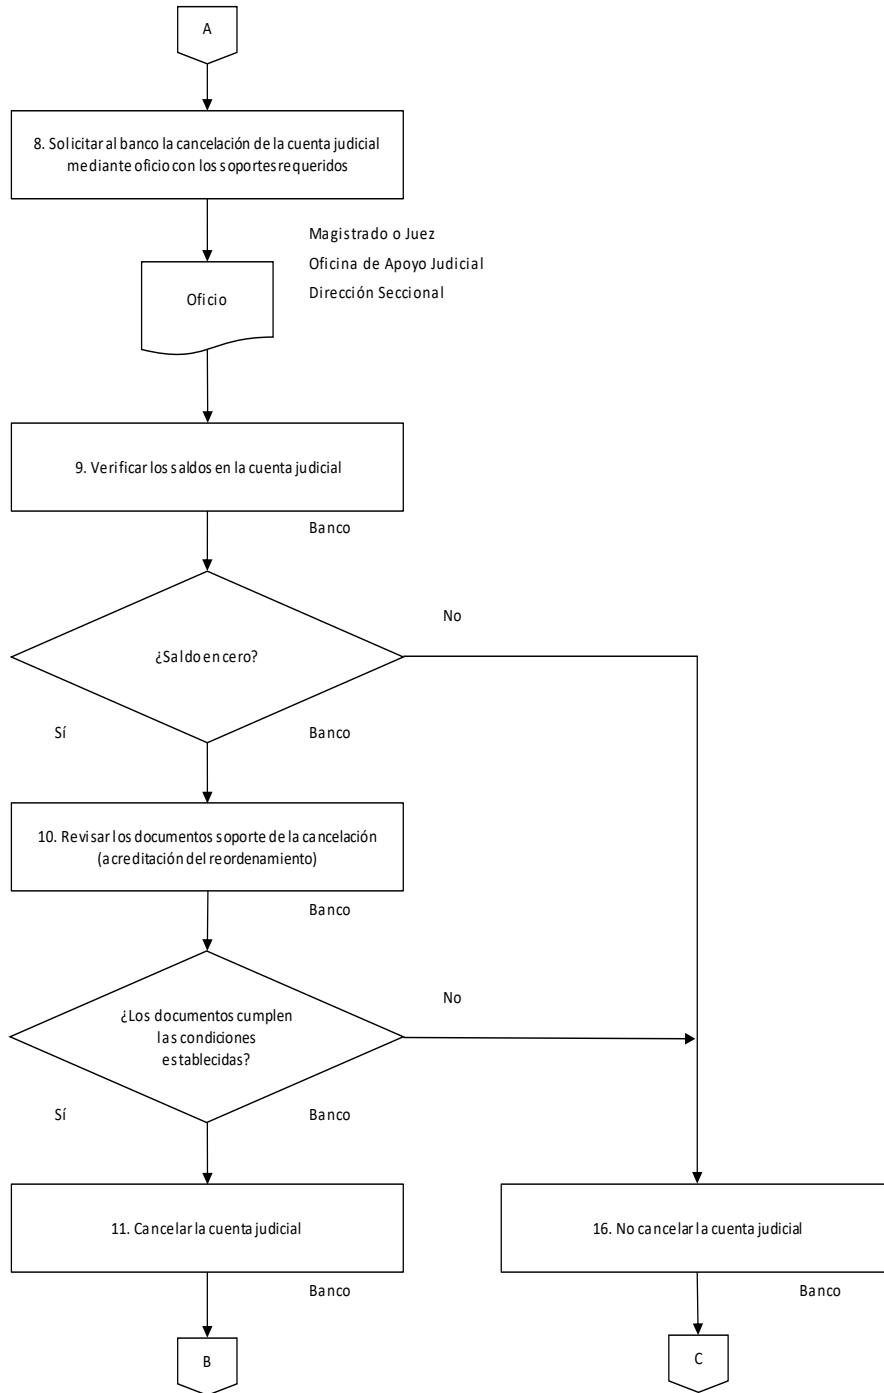 A
8. Solicitar al banco la cancelación de la cuenta judicial
mediante oficio con los soportes requeridos
Magistrado o Juez
Oficina de Apoyo Judicial
Dirección Seccional
Oficio
9. Verificar los saldos en la cuenta judicial
Banco
No
¿Saldo en cero?
Sí
Banco
10. Revisar los documentos soporte de la cancelación
(acreditación del reordenamiento)
Banco
No
¿Los documentos cumplen
las condiciones
establecidas?
Sí
Banco
11. Cancelar la cuenta judicial
16. No cancelar la cuenta judicial
Banco
Banco
B
C